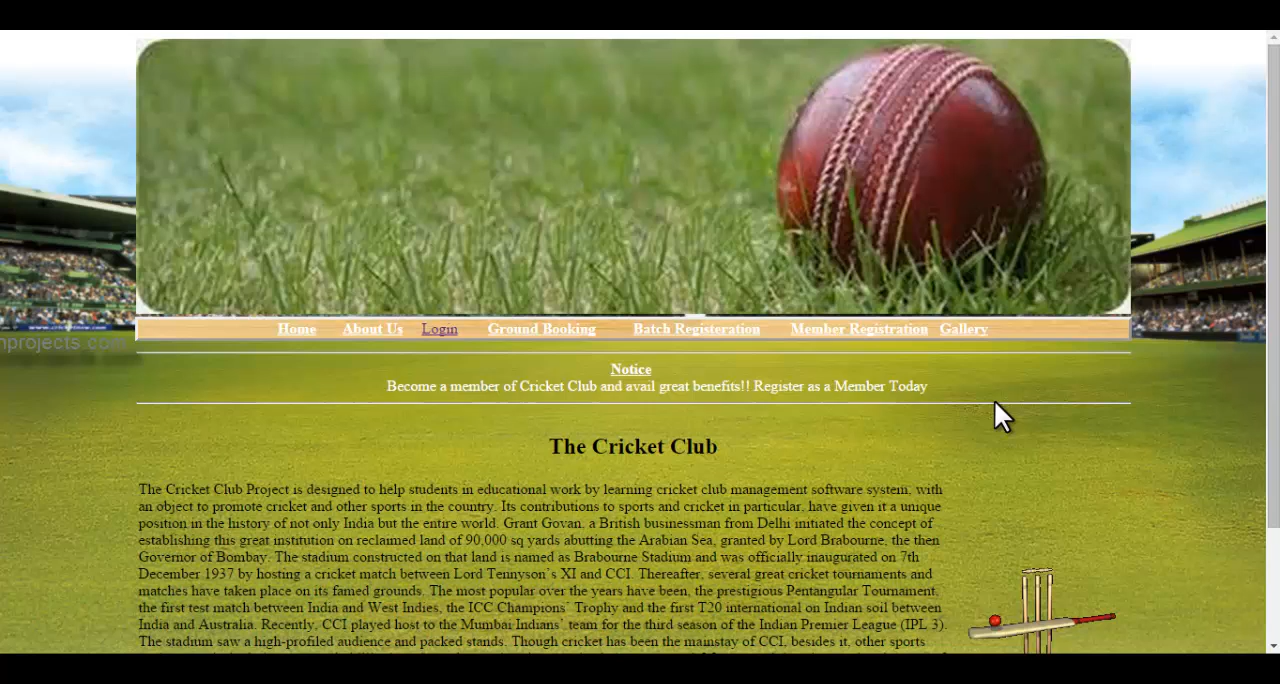 Home About Us Login Ground Booking Batch Registeration Member Registration Gallery
nprojects.com
Notice
Become a member of Cricket Club and avail great benefits!! Register as a Member Today
The Cricket Club
The Cricket Club Project is designed to help students in educational work by learning cricket club management software system, with
an object to promote cricket and other sports in the country. Its contributions to sports and cricket in particular, have given it a unique
position in the history of not only India but the entire world. Grant Govan, a British businessman from Delhi initiated the concept of
establishing this great institution on reclaimed land of 90,000 sq yards abutting the Arabian Sea, granted by Lord Brabourne, the then
Governor of Bombay. The stadium constructed on that land is named as Brabourne Stadium and was officially inaugurated on 7th
December 1937 by hosting a cricket match between Lord Tennyson`s XI and CCI. Thereafter, several great cricket tournaments and
matches have taken place on its famed grounds. The most popular over the years have been, the prestigious Pentangular Tournament,
the first test match between India and West Indies, the ICC Champions` Trophy and the first T20 international on Indian soil between
India and Australia. Recently, CCI played host to the Mumbai Indians` team for the third season of the Indian Premier League (IPL 3).
The stadium saw a high-profiled audience and packed stands. Though cricket has been the mainstay of CCI, besides it, other sports